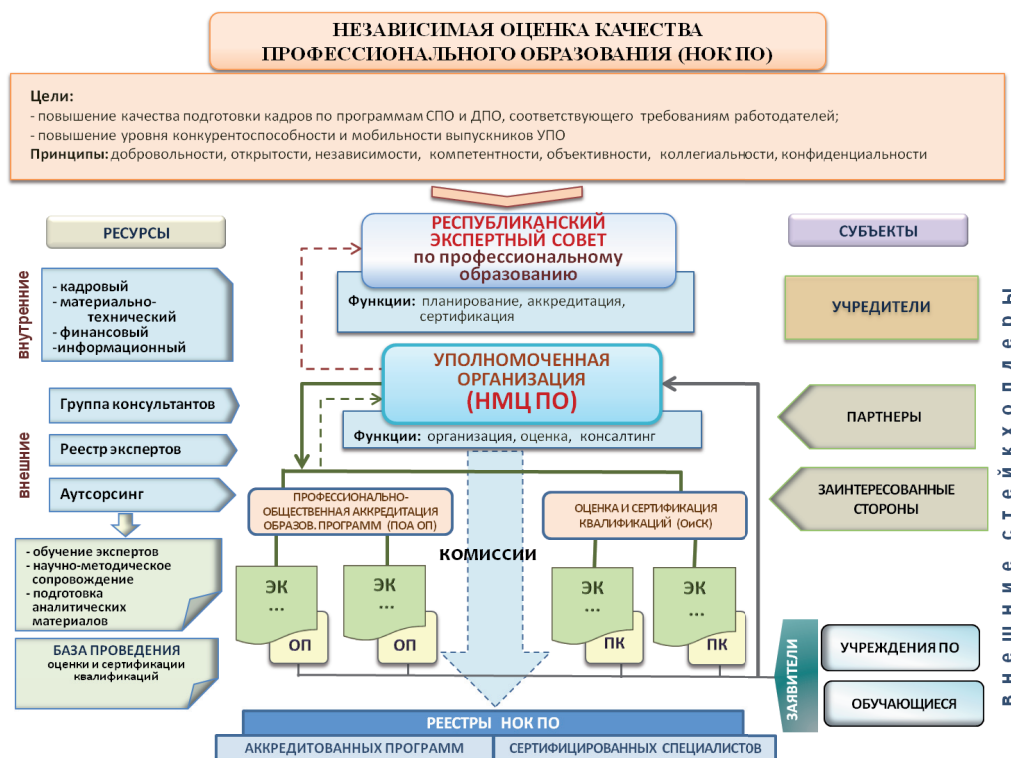 НЕЗАВИСИМАЯ ОЦЕНКА КАЧЕСТВА
ПРОФЕССИОНАЛЬНОГО ОБРАЗОВАНИЯ (НОК ПО)
Цели:
- повышение качества подготовки кадров по программам СПО и ДПО, соответствующего требованиям работодателей;
- повышение уровня конкурентоспособности и мобильности выпускников УПО
Принципы: добровольности, открытости, независимости, компетентности, объективности, коллегиальности, конфиденциальности
РЕСУРСЫ
внутренние
- кадровый
- материально-
технический
- финансовый
-информационный
внешние
Группа консультантов
Реестр экспертов
Аутсорсинг
- обучение экспертов
- научно-методическое
сопровождение
- подготовка
аналитических
материалов
БАЗА ПРОВЕДЕНИЯ
оценки и сертификации
квалификаций
РЕСПУБЛИКАНСКИЙ
ЭКСПЕРТНЫЙ СОВЕТ
по профессиональному
образованию
Функции: планирование, аккредитация,
сертификация
УПОЛНОМОЧЕННАЯ
ОРГАНИЗАЦИЯ
(НМЦ ПО)
Функции: организация, оценка, консалтинг
ПРОФЕССИОНАЛЬНО-
ОБЩЕСТВЕННАЯ АККРЕДИТАЦИЯ
ОБРАЗОВ. ПРОГРАММ (ПОА ОП)
ОЦЕНКА И СЕРТИФИКАЦИЯ
КВАЛИФИКАЦИЙ (ОиСК)
комиссии
ЭК
...
ОП
ЭК
...
ОП
ЭК
...
ПК
ЭК
...
ПК
РЕЕСТРЫ НОК ПО
АККРЕДИТОВАННЫХ ПРОГРАММ
СЕРТИФИЦИРОВАННЫХ СПЕЦИАЛИСТОВ
СУБЪЕКТЫ
УЧРЕДИТЕЛИ
ПАРТНЕРЫ
ЗАИНТЕРЕСОВАННЫЕ
СТОРОНЫ
ЗАЯВИТЕЛИ
УЧРЕЖДЕНИЯ ПО
ОБУЧАЮЩИЕСЯ
внешние стейкхолдеры